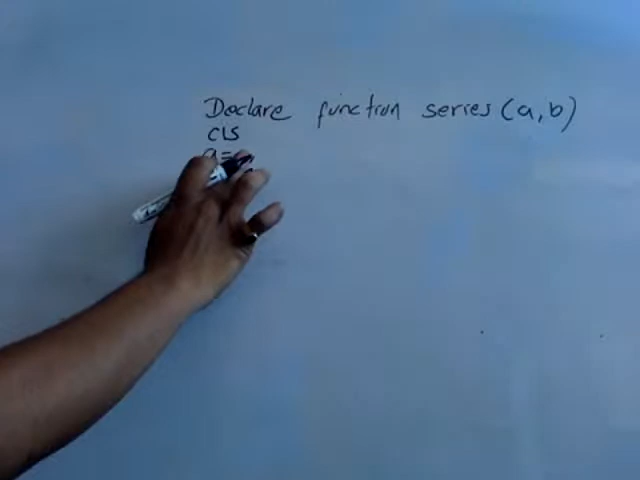 Declare function series (a,b)
CLS
a=